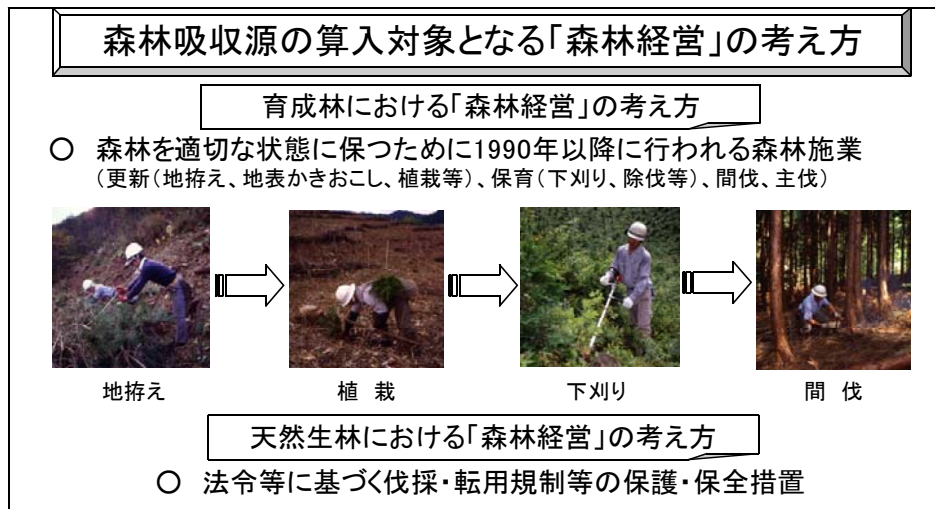 森林吸収源の算入対象となる「森林経営」の考え方
育成林における「森林経営」の考え方
○ 森林を適切な状態に保つために1990年以降に行われる森林施業
（更新（地拵え、地表かきおこし、植栽等）、保育（下刈り、除伐等）、間伐、主伐）
地拵え
植 栽
下刈り
間 伐
天然生林における「森林経営」の考え方
○ 法令等に基づく伐採・転用規制等の保護・保全措置